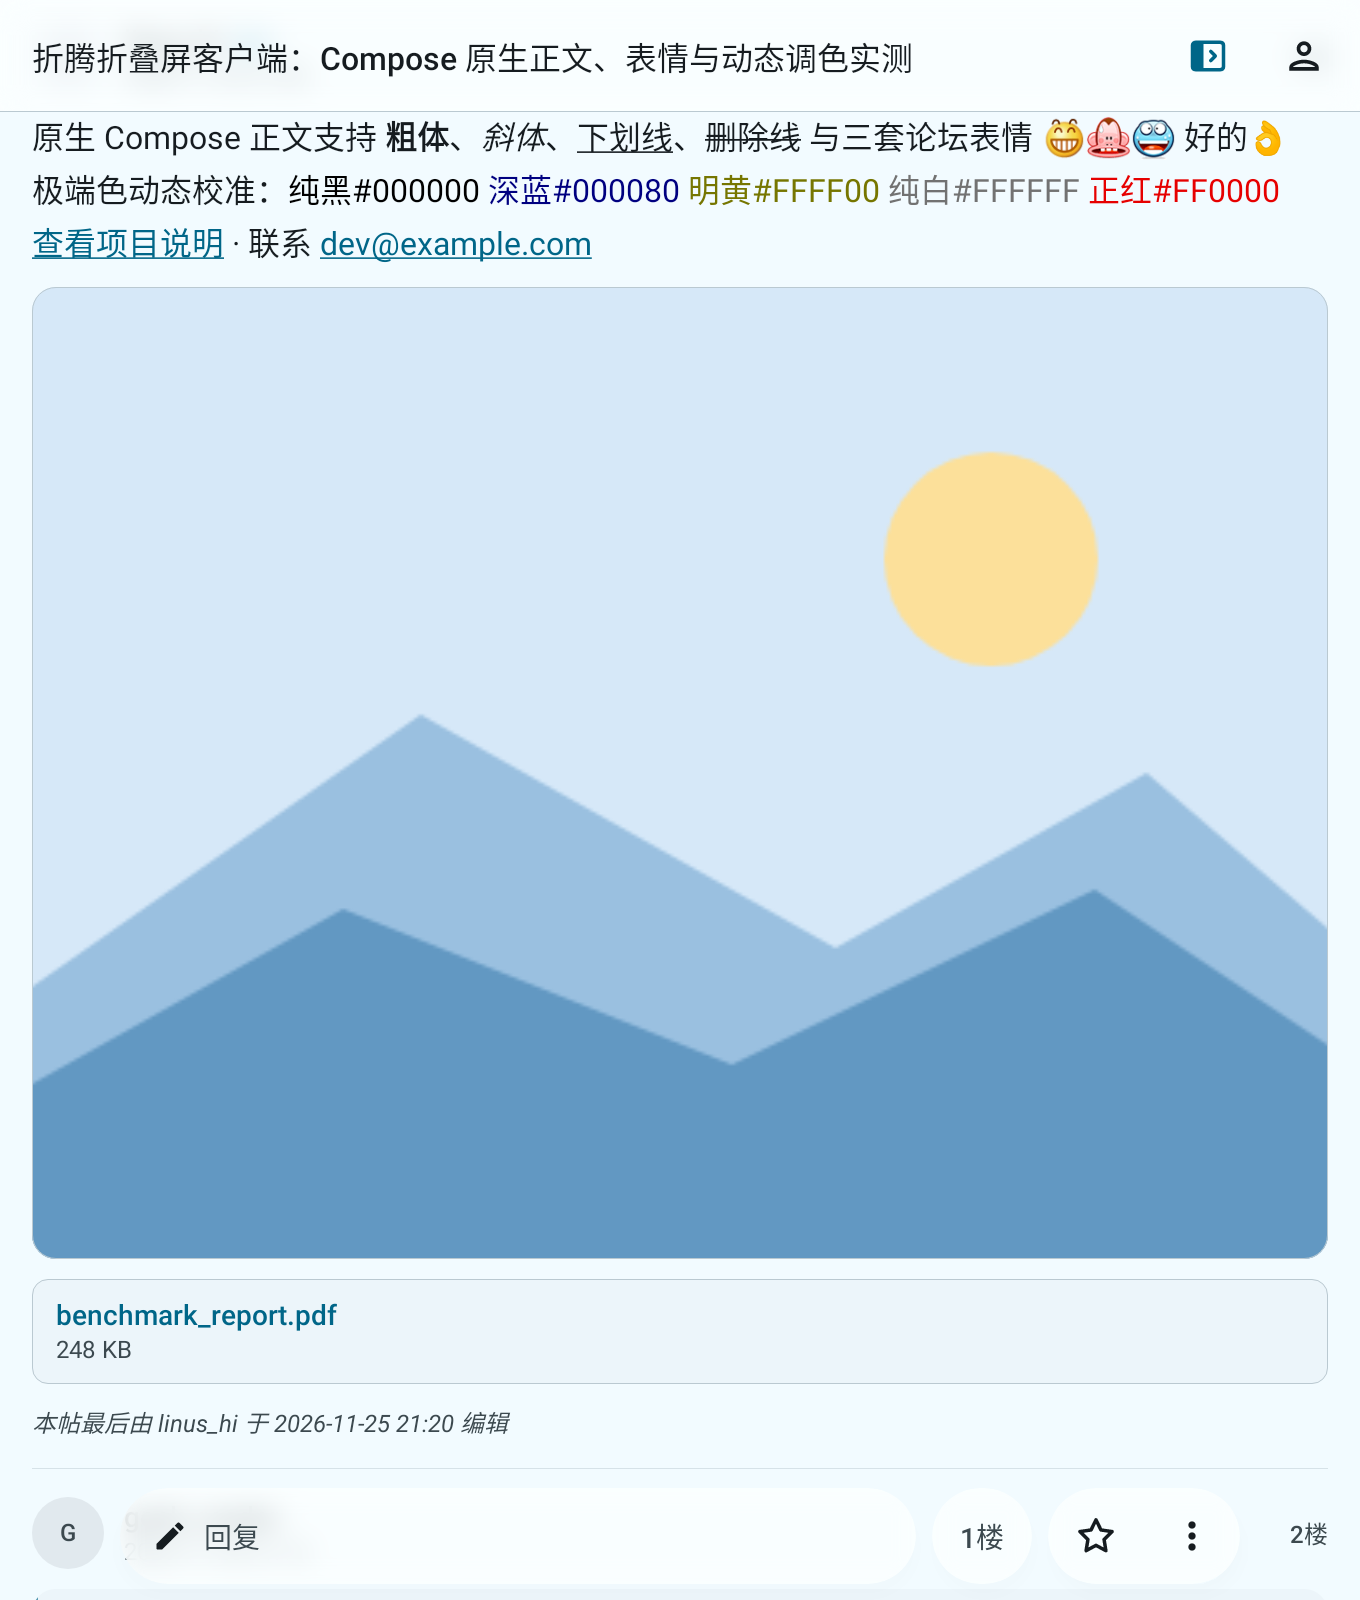 折腾折叠屏客户端：Compose 原生正文、表情与动态调色实测
原生 Compose 正文支持 粗体、斜体、下划线、删除线 与三套论坛表情 😁 好的👌
极端色动态校准：纯黑#000000 深蓝#000080 明黄#FFFF00 纯白#FFFFFF 正红#FF0000
查看项目说明 · 联系 dev@example.com
benchmark_report.pdf
248 KB
本帖最后由 linus_hi 于 2026-11-25 21:20 编辑
G
回复
1楼
2楼